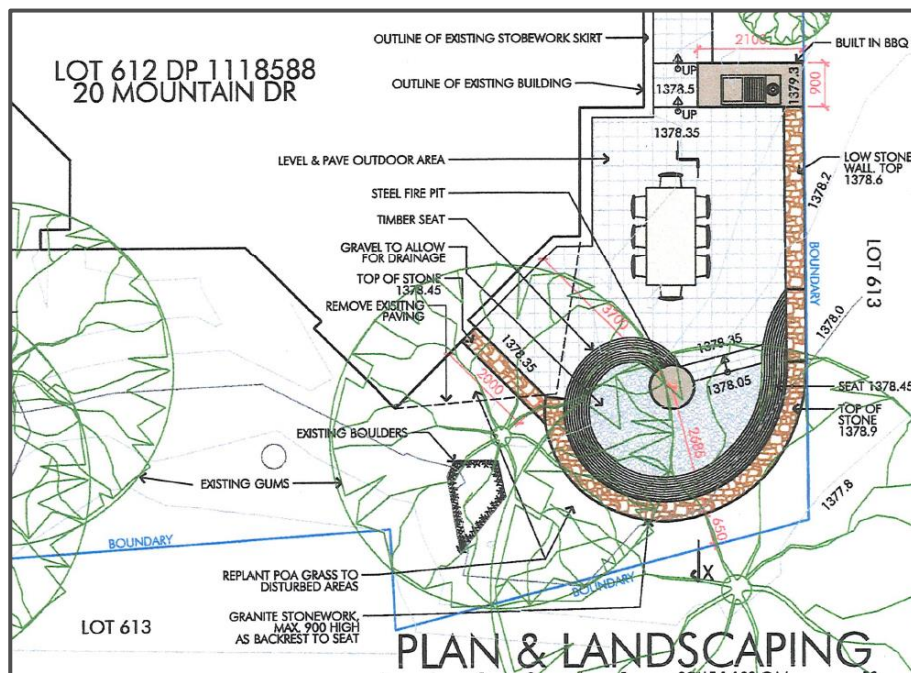 OUTLINE OF EXISTING STOBEWORK SKIRT
2100
BUILT IN BBQ
LOT 612 DP 1118588
20 MOUNTAIN DR
UP
1378.5
1379.3
900
OUTLINE OF EXISTING BUILDING
UP
1378.35
LEVEL & PAVE OUTDOOR AREA
LOW STONE
WALL, TOP
1378.6
1378.2
STEEL FIRE PIT
TIMBER SEAT
GRAVEL TO ALLOW
FOR DRAINAGE
BOUNDARY
LOT 613
TOP OF STONE
1378.45
REMOVE EXISITNG
PAVING
3700
1378.0
1378.35
1378.35
1378.05
2000
SEAT 1378.45
TOP OF
STONE
1378.9
2686
EXISTING BOULDERS
EXISTING GUMS
1377.8
650
BOUNDARY
X
REPLANT POA GRASS TO
DISTURBED AREAS
BOUNDARY
LOT 613
GRANITE STONEWORK,
MAX. 900 HIGH
AS BACKREST TO SEAT
PLAN & LANDSCAPING